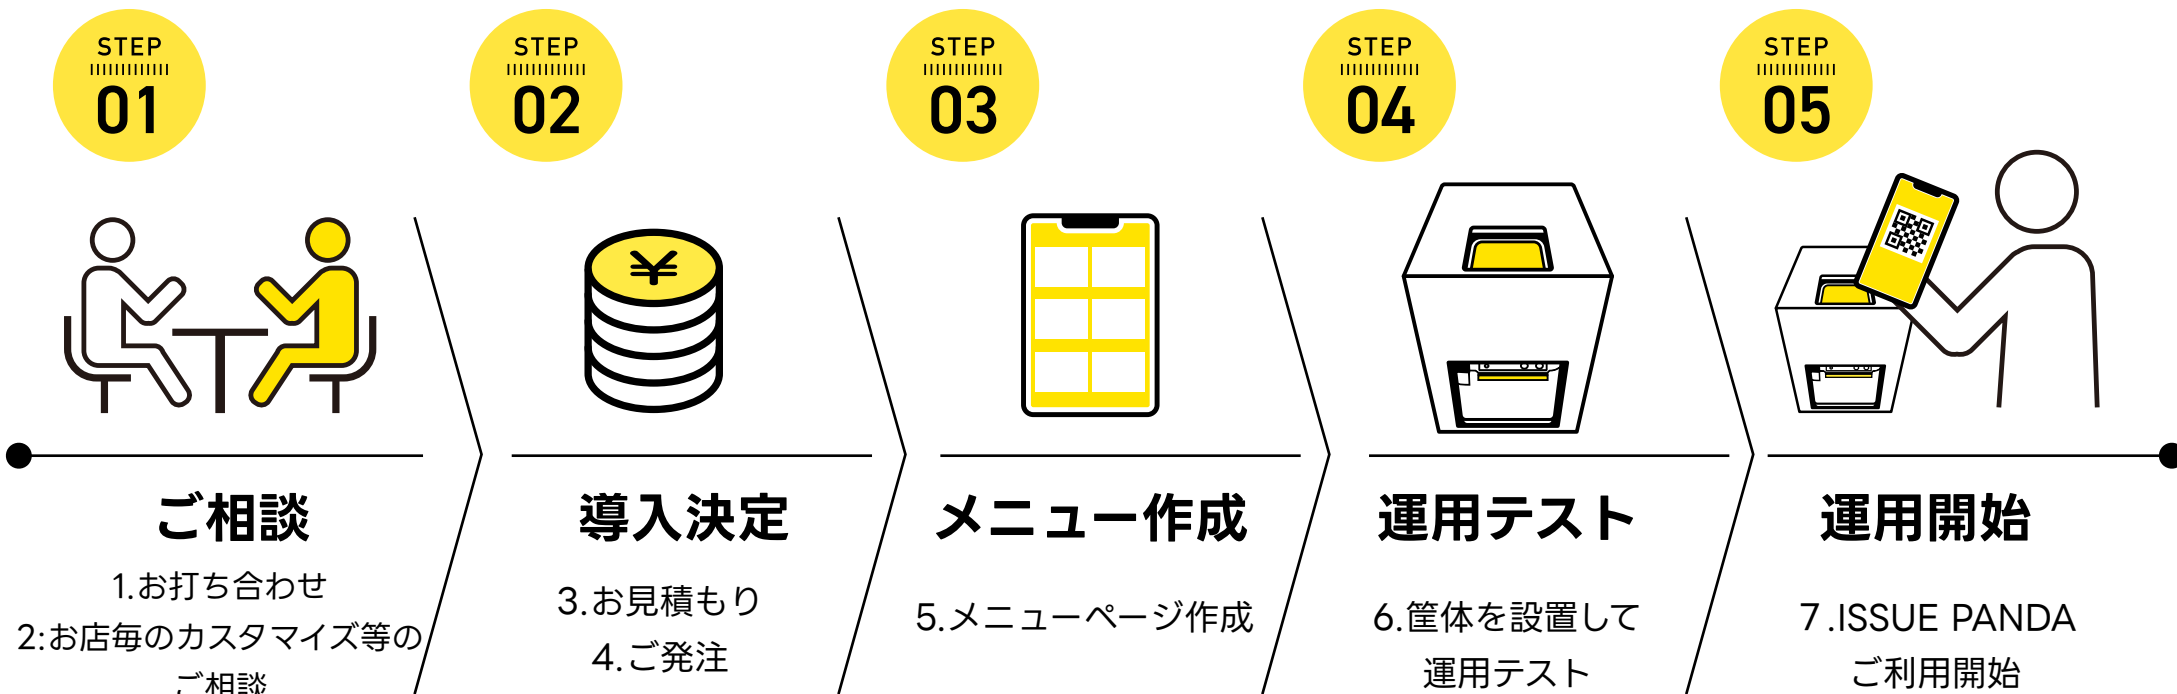 STEP
01
STEP
02
STEP
03
STEP
04
STEP
05
¥
ご相談
1.お打ち合わせ
2:お店毎のカスタマイズ等の
ご相談
導入決定
3.お見積もり
4.ご発注
メニュー作成
5.メニューページ作成
運用テスト
6.筐体を設置して
運用テスト
運用開始
7.ISSUE PANDA
ご利用開始